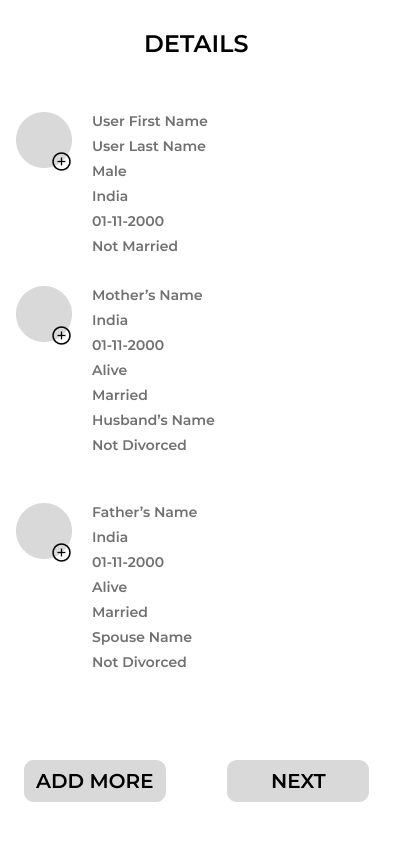 DETAILS
User First Name
User Last Name
Male
India
01-11-2000
Not Married
Mother’s Name
India
01-11-2000
Alive
Married
Husband’s Name
Not Divorced
Father’s Name
India
01-11-2000
Alive
Married
Spouse Name
Not Divorced
ADD MORE
NEXT